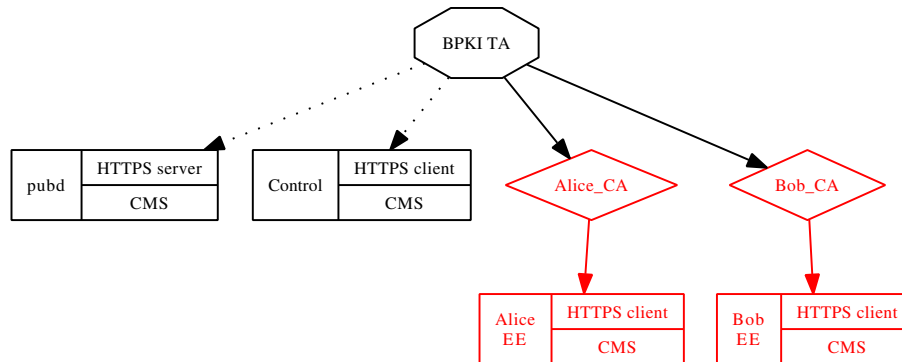 BPKI TA
pubd
HTTPS server
CMS
Control
HTTPS client
CMS
Alice_CA
Bob_CA
Alice
EE
HTTPS client
CMS
Bob
EE
HTTPS client
CMS